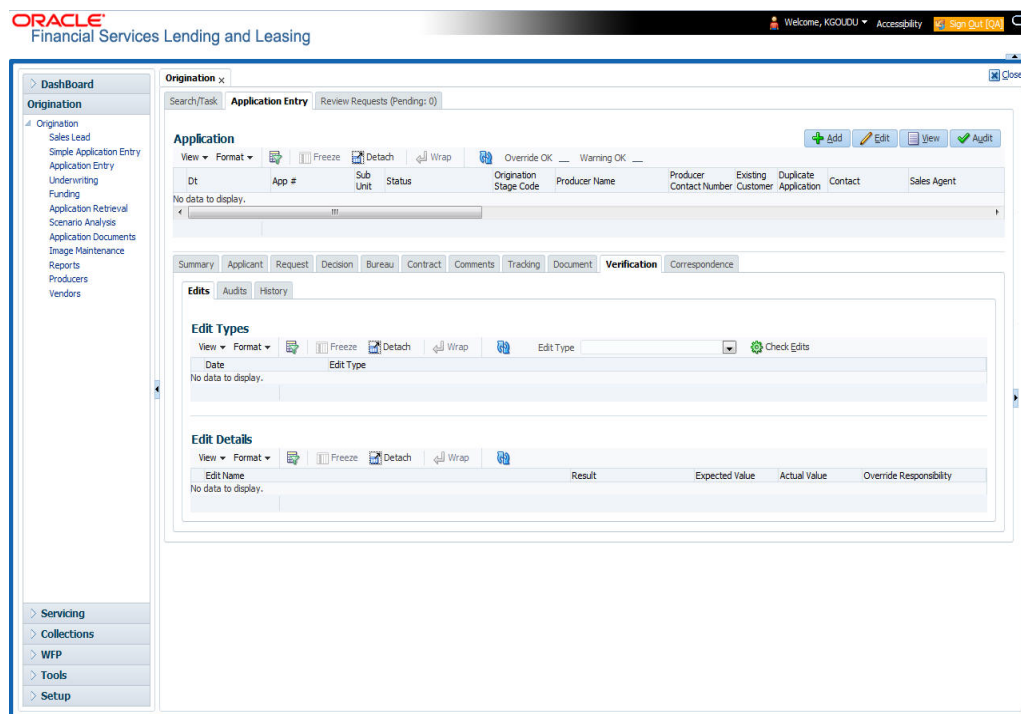 ORACLE
Financial Services Lending and Leasing
Welcome, KGOUDU Accessibility Sign Out [QA]
Close
DashBoard
Origination
Origination
Sales Lead
Simple Application Entry
Application Entry
Underwriting
Funding
Application Retrieval
Scenario Analysis
Application Documents
Image Maintenance
Reports
Producers
Vendors
Servicing
Collections
WFP
Tools
Setup
Origination
Search/Task Application Entry Review Requests (Pending: 0)
Application
Add Edit View Audit
View Format Freeze Detach Wrap Override OK __ Warning OK __
Dt App # Sub Unit Status Origination Stage Code Producer Name Producer Contact Number Existing Customer Duplicate Application Contact Sales Agent
No data to display.
Summary Applicant Request Decision Bureau Contract Comments Tracking Document Verification Correspondence
Edits Audits History
Edit Types
View Format Freeze Detach Wrap Edit Type Check Edits
Date Edit Type
No data to display.
Edit Details
View Format Freeze Detach Wrap
Edit Name Result Expected Value Actual Value Override Responsibility
No data to display.